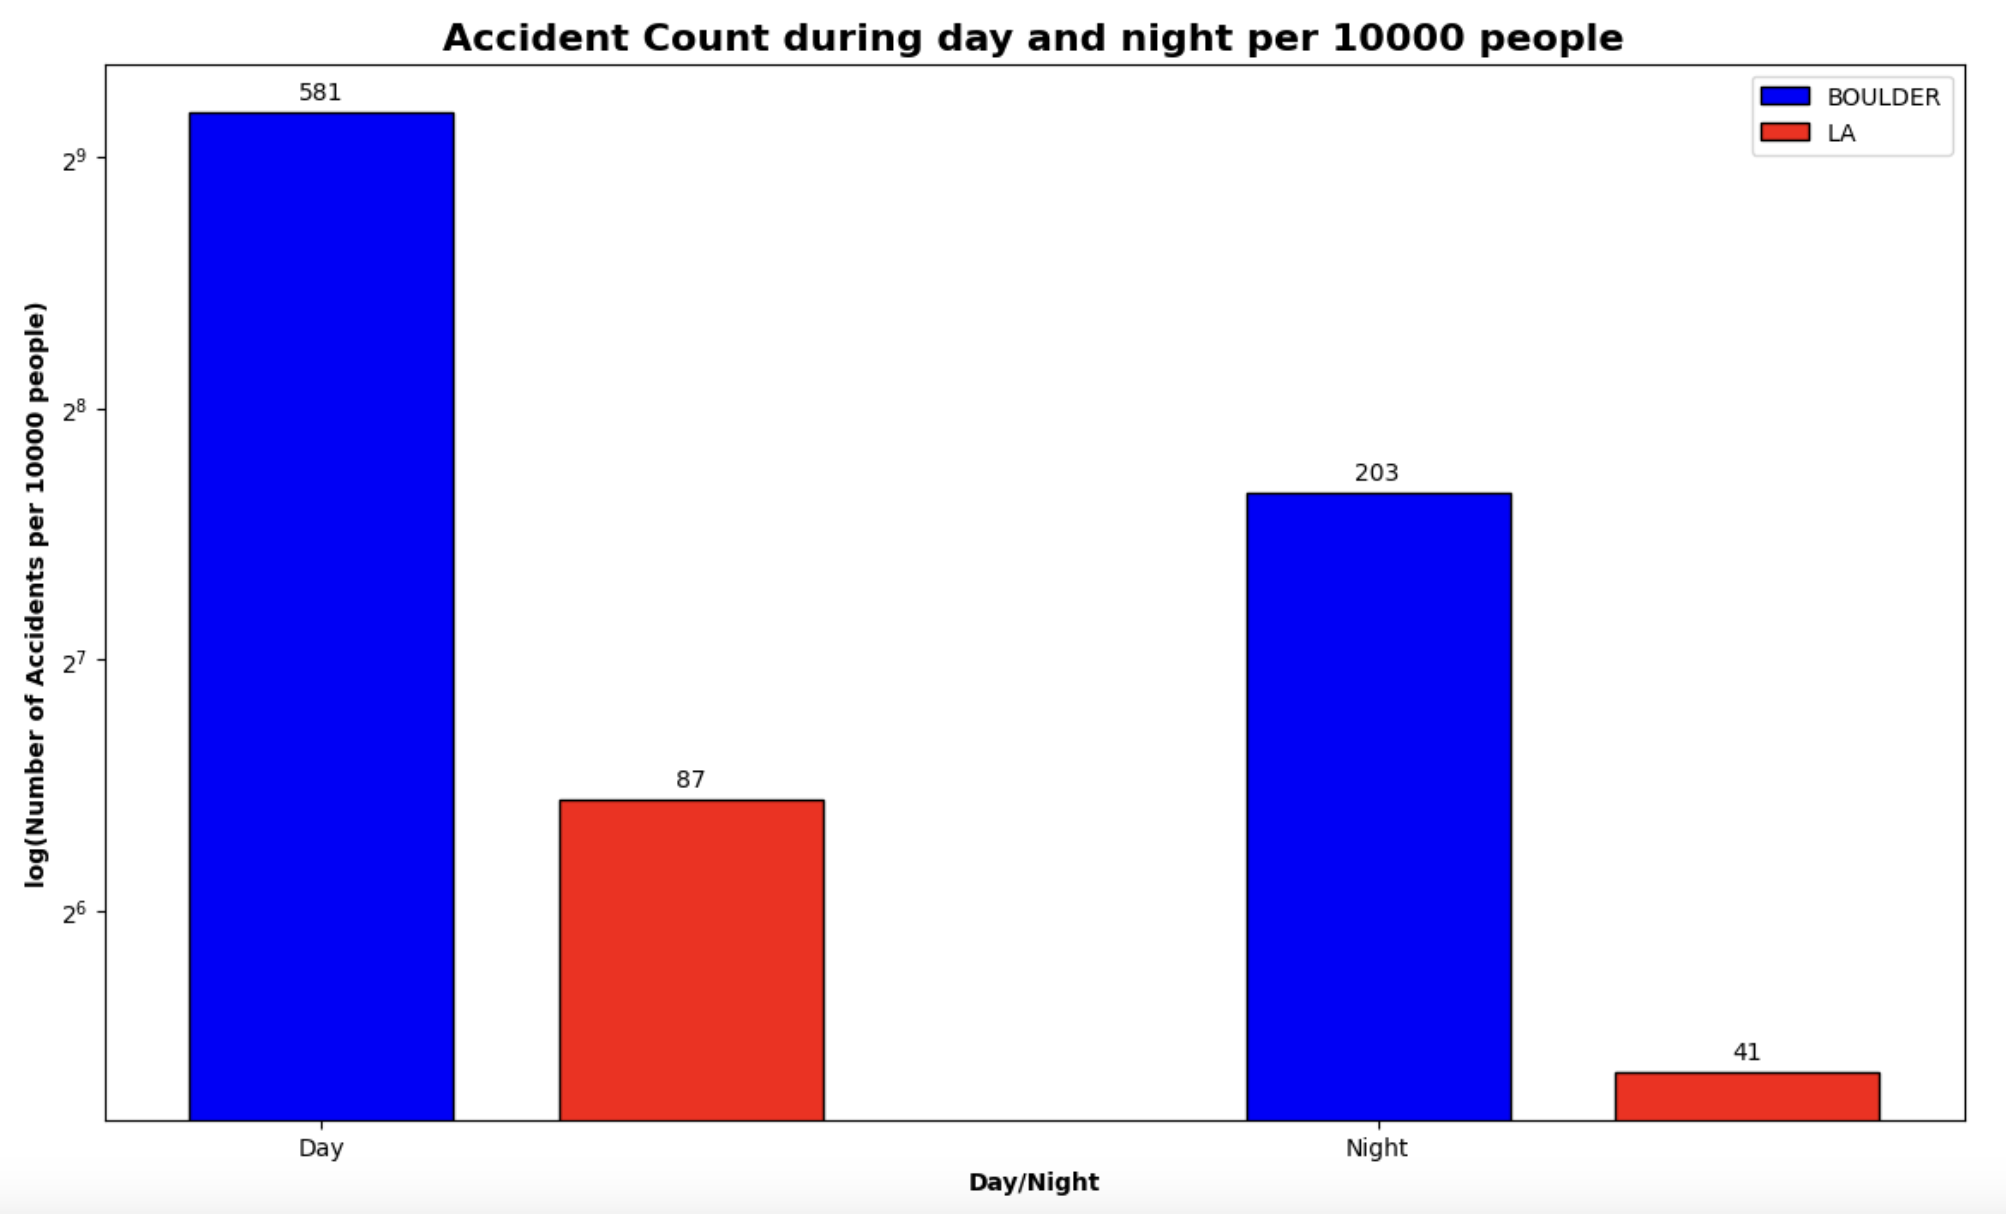 Accident Count during day and night per 10000 people
BOULDER
LA
581
87
203
41
log(Number of Accidents per 10000 people)
2⁹
2⁸
2⁷
2⁶
Day
Night
Day/Night